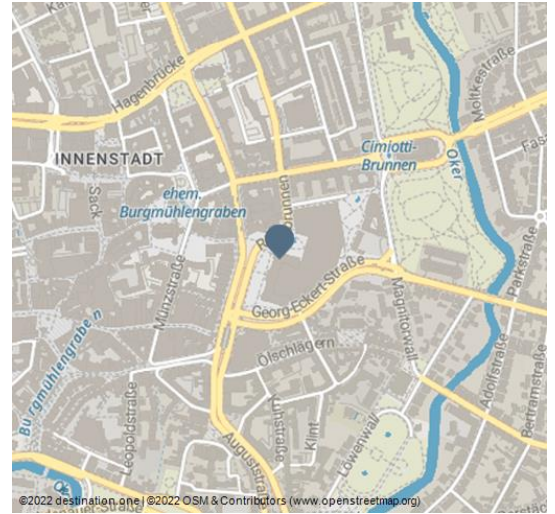 Hagenbrücke
Moltkestraße
INNENSTADT
Cimiotti-
Brunnen
Oker
Sack
ehem.
Burgmühlengraben
Münzstraße
Georg-Eckert-Straße
Magnitorwall
Parkstraße
Ölschlägern
Burgmühlengraben
Leopoldstraße
Kuhstraße
Klint
Adolfstraße
Bertramstraße
Löwenwall
Auguststraße
©2022 destination.one | ©2022 OSM & Contributors (www.openstreetmap.org)